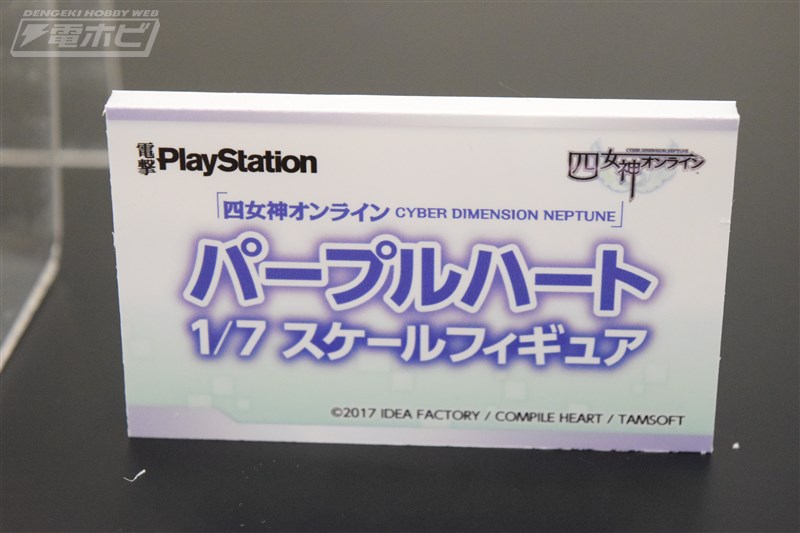 DENGEKI HOBBY WEB
電ホビ
電撃PlayStation
CYBER DIMENSION NEPTUNE
四女神オンライン
「四女神オンライン CYBER DIMENSION NEPTUNE」
パープルハート
1/7 スケールフィギュア
©2017 IDEA FACTORY / COMPILE HEART / TAMSOFT